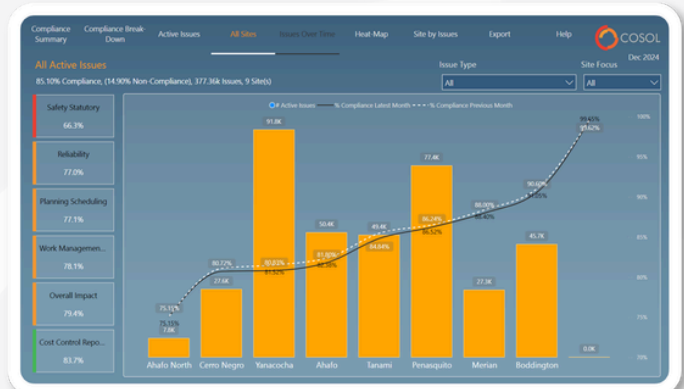 Compliance Summary
Compliance Break-Down
Active Issues
All Sites
Issues Over Time
Heat-Map
Site by Issues
Export
Help
COSOL
All Active Issues
Issue Type
Site Focus
Dec 2024
85.10% Compliance, (14.90% Non-Compliance), 377.36k Issues, 9 Site(s)
All
All
Safety Statutory
66.3%
Reliability
77.0%
Planning Scheduling
77.1%
Work Managemen...
78.1%
Overall Impact
79.4%
Cost Control Repo...
83.7%
# Active Issues
% Compliance Latest Month
% Compliance Previous Month
100%
95%
90%
85%
80%
75%
70%
91.8K
77.4K
50.4K
49.4K
45.7K
27.6K
27.3K
7.8K
0.0K
75.15%
75.15%
80.72%
84.04%
86.24%
86.52%
88.00%
90.60%
99.45%
Ahafo North
Cerro Negro
Yanacocha
Ahafo
Tanami
Penasquito
Merian
Boddington